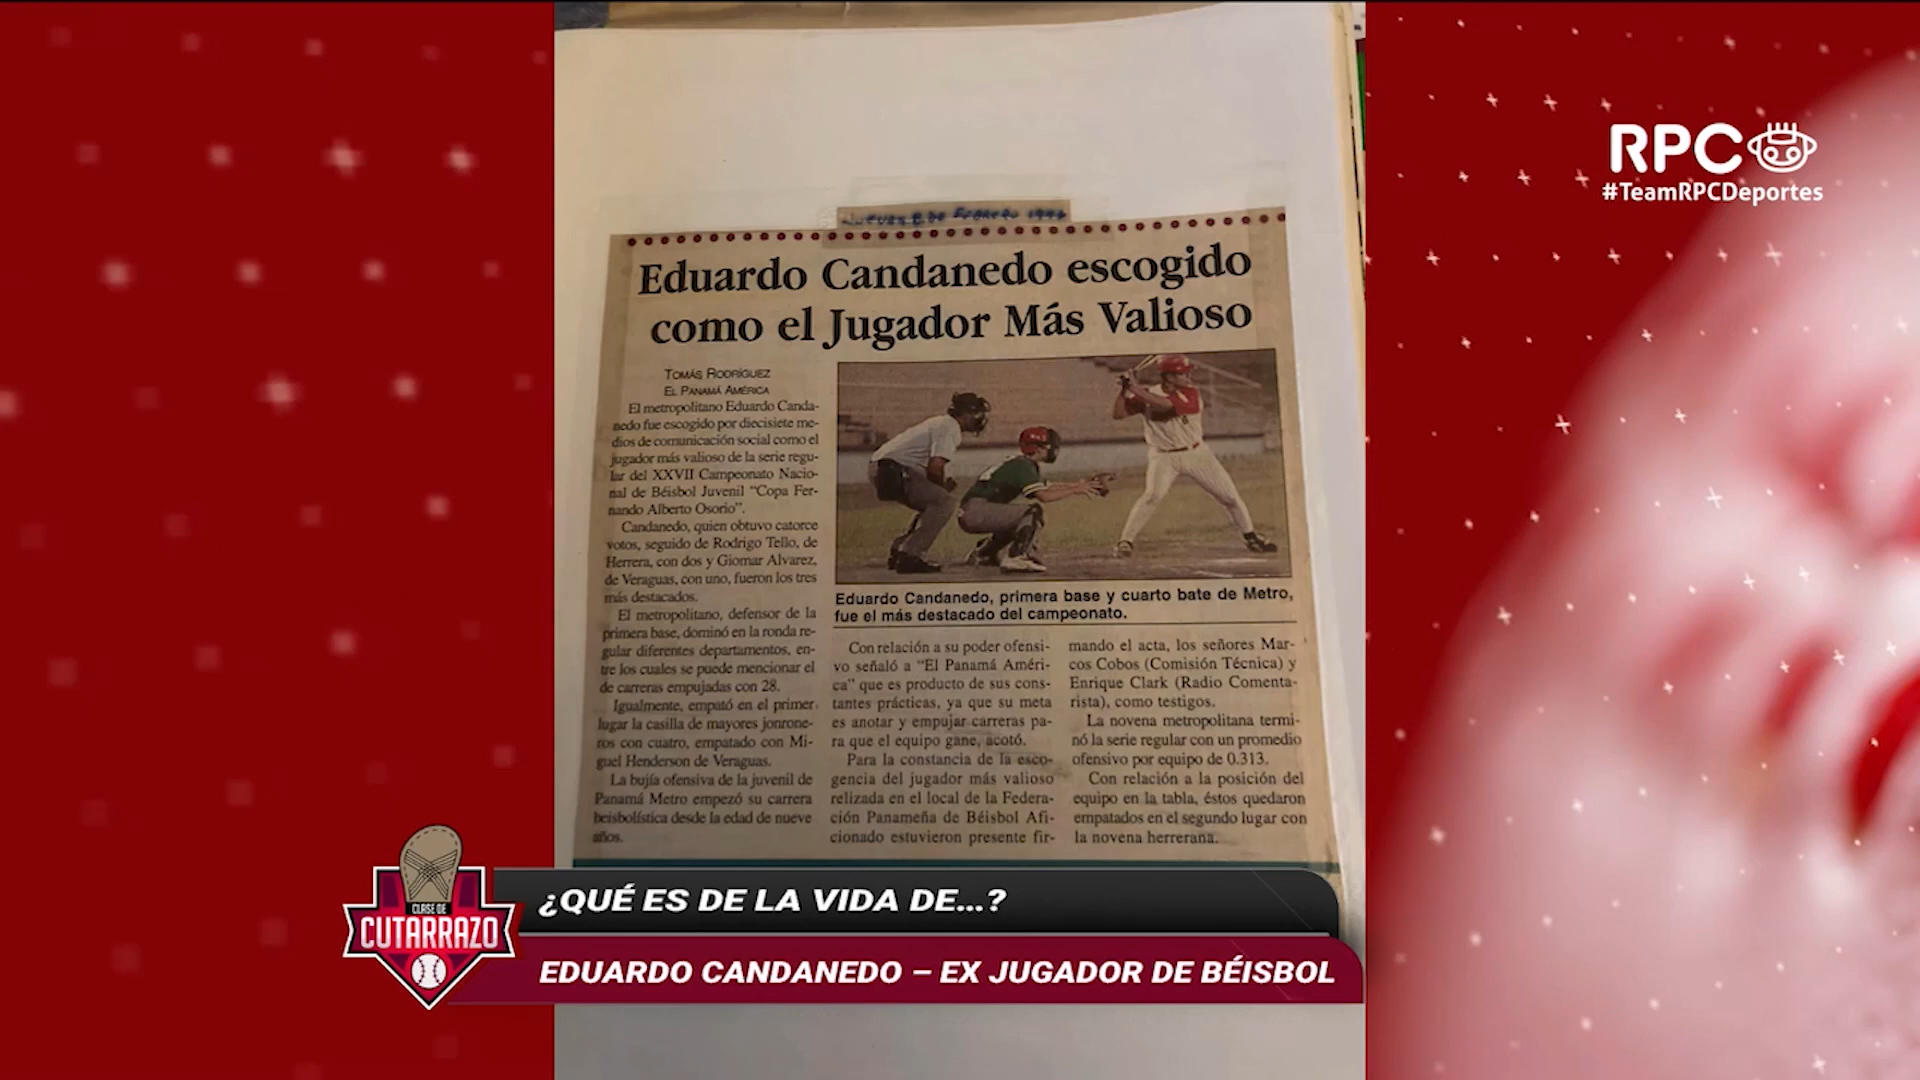 RPC
#TeamRPCDeportes
Febrero
Eduardo Candanedo escogido
como el Jugador Más Valioso
Tomás Rodríguez
El Panamá América
El metropolitano Eduardo Canda-
nedo fue escogido por diecisiete me-
dios de comunicación social como el
jugador más valioso de la serie regu-
lar del XXVII Campeonato Nacio-
nal de Béisbol Juvenil "Copa Fer-
nando Alberto Osorio".
Candanedo, quien obtuvo catorce
votos, seguido de Rodrigo Tello, de
Herrera, con dos y Giomar Alvarez,
de Veraguas, con uno, fueron los tres
más destacados.
El metropolitano, defensor de la
primera base, dominó en la ronda re-
gular diferentes departamentos, en-
tre los cuales se puede mencionar el
de carreras empujadas con 28.
Igualmente, empató en el primer
lugar la casilla de mayores jonrone-
ros con cuatro, empatado con Mi-
guel Henderson de Veraguas.
La bujía ofensiva de la juvenil de
Panamá Metro empezó su carrera
beisbolística desde la edad de nueve
años.
Eduardo Candanedo, primera base y cuarto bate de Metro,
fue el más destacado del campeonato.
Con relación a su poder ofensi-
vo señaló a "El Panamá Améri-
ca" que es producto de sus cons-
tantes prácticas, ya que su meta
es anotar y empujar carreras pa-
ra que el equipo gane, acotó.
Para la constancia de la esco-
gencia del jugador más valioso
relizada en el local de la Federa-
ción Panameña de Béisbol Afi-
cionado estuvieron presente fir-
mando el acta, los señores Mar-
cos Cobos (Comisión Técnica) y
Enrique Clark (Radio Comenta-
rista), como testigos.
La novena metropolitana termi-
nó la serie regular con un promedio
ofensivo por equipo de 0.313.
Con relación a la posición del
equipo en la tabla, éstos quedaron
empatados en el segundo lugar con
la novena herrerana.
CLASE DE
CUTARRAZO
¿QUÉ ES DE LA VIDA DE...?
EDUARDO CANDANEDO – EX JUGADOR DE BÉISBOL